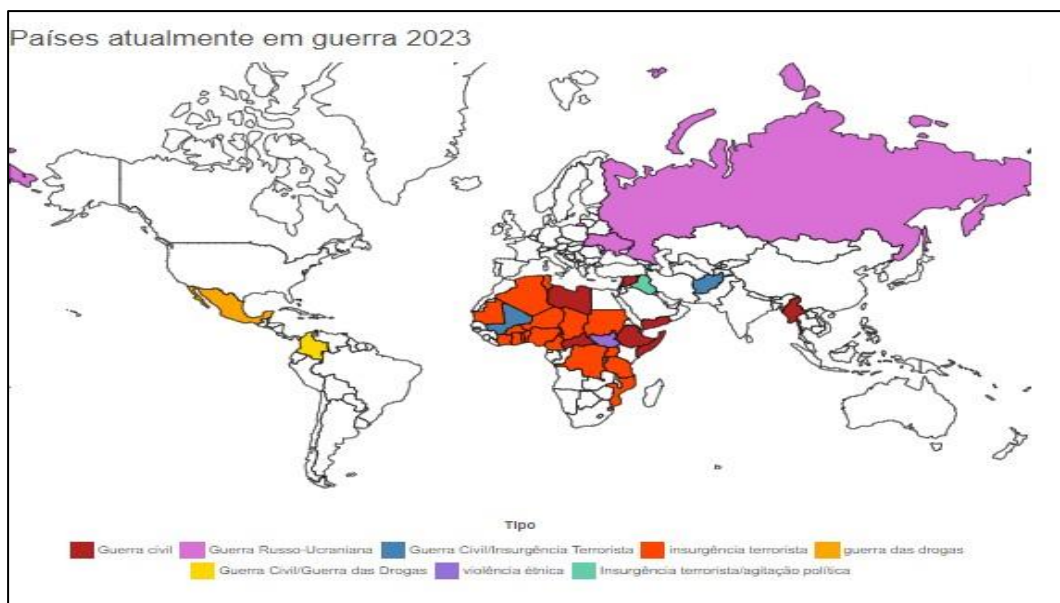 Países atualmente em guerra 2023
Tipo
Guerra civil Guerra Russo-Ucraniana Guerra Civil/Insurgência Terrorista insurgência terrorista guerra das drogas
Guerra Civil/Guerra das Drogas violência étnica Insurgência terrorista/agitação política